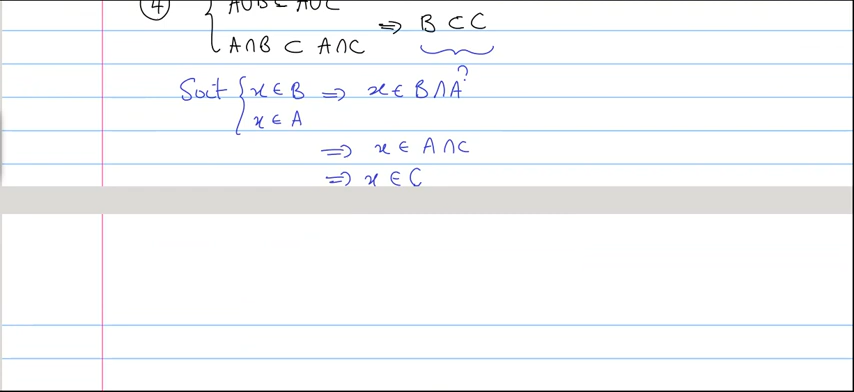 ④ { A∪B ⊂ A∪C
A∩B ⊂ A∩C ⇒ B ⊂ C
?
Soit { x ∈ B ⇒ x ∈ B∩A
x ∈ A
⇒ x ∈ A∩C
⇒ x ∈ C